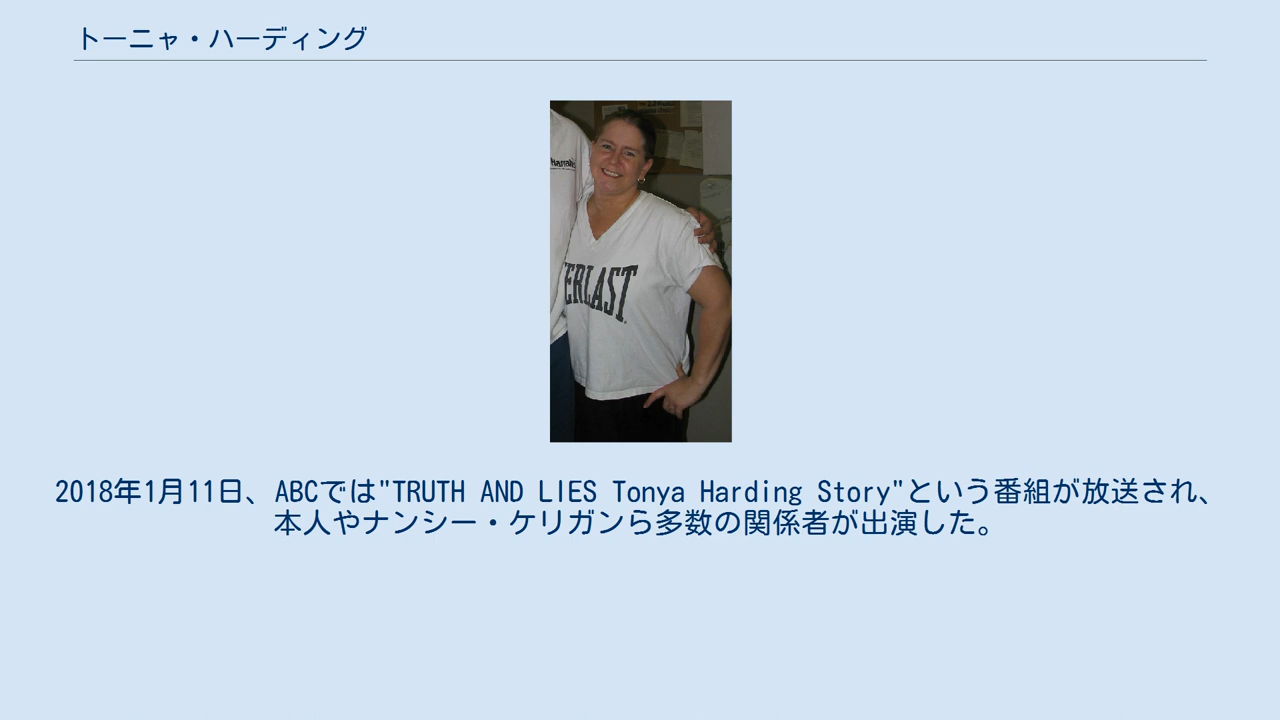 トーニャ・ハーディング
ERLAST
2018年1月11日、ABCでは"TRUTH AND LIES Tonya Harding Story"という番組が放送され、
本人やナンシー・ケリガンら多数の関係者が出演した。